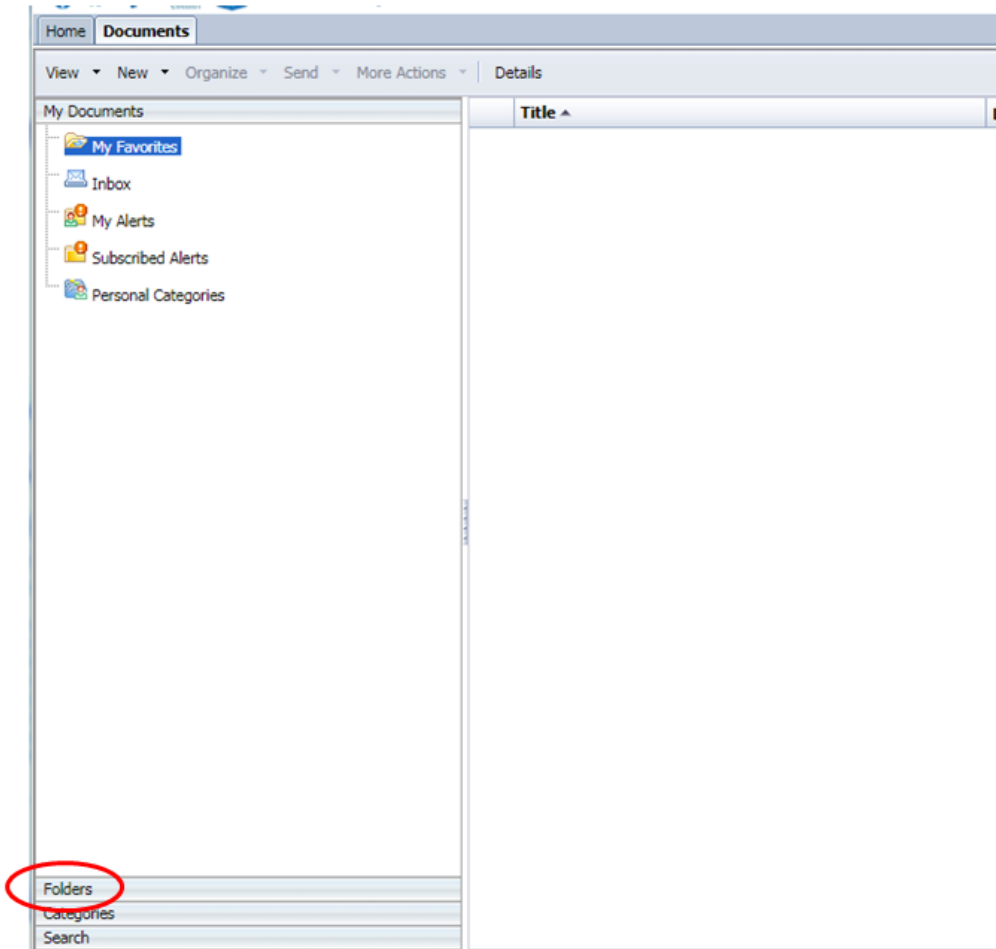 Home Documents
View New Organize Send More Actions Details
My Documents
Title
My Favorites
Inbox
My Alerts
Subscribed Alerts
Personal Categories
Folders
Categories
Search